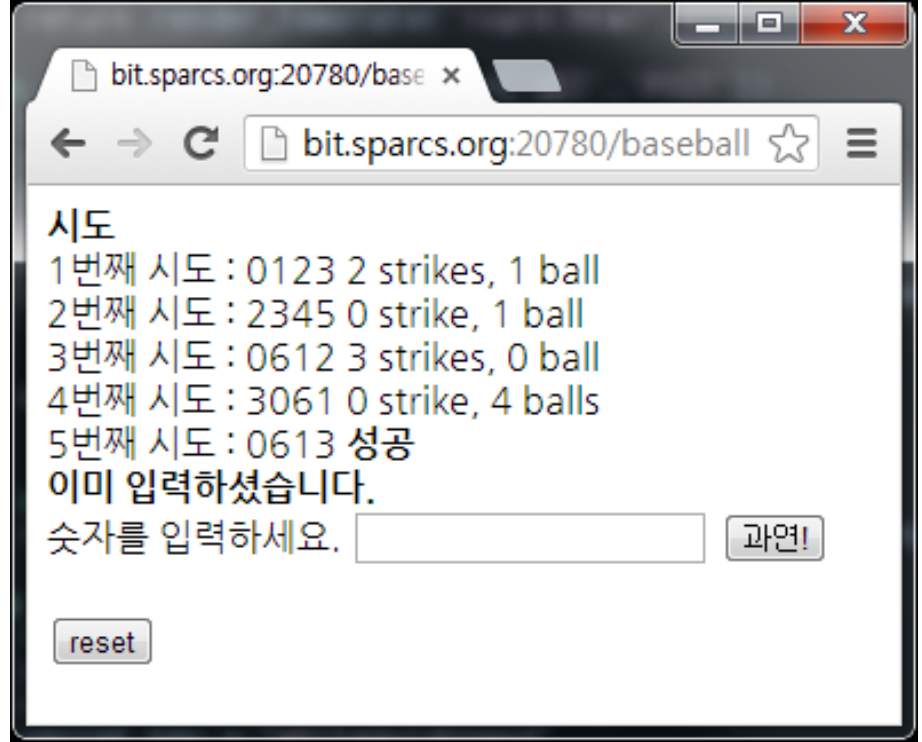 bit.sparcs.org:20780/base
bit.sparcs.org:20780/baseball
시도
1번째 시도 : 0123 2 strikes, 1 ball
2번째 시도 : 2345 0 strike, 1 ball
3번째 시도 : 0612 3 strikes, 0 ball
4번째 시도 : 3061 0 strike, 4 balls
5번째 시도 : 0613 성공
이미 입력하셨습니다.
숫자를 입력하세요. 과연!
reset